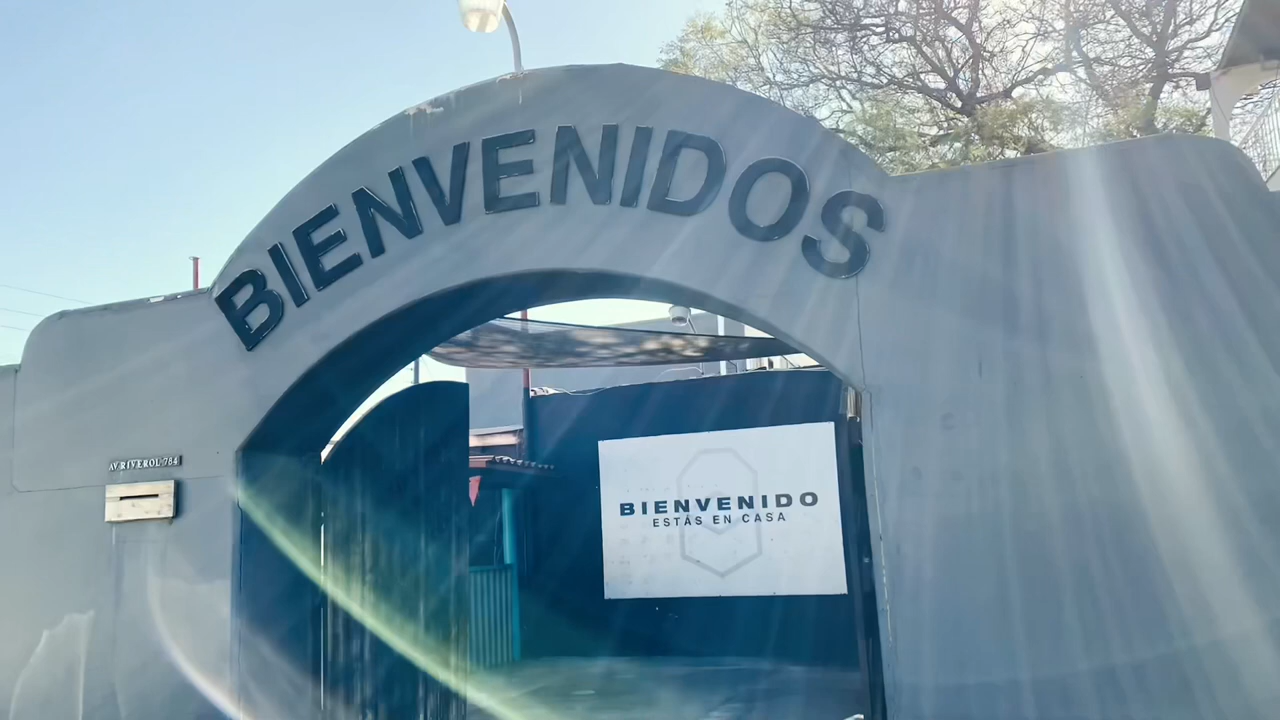 BIENVENIDOS
AV RIVEROL 784
BIENVENIDO
ESTÁS EN CASA